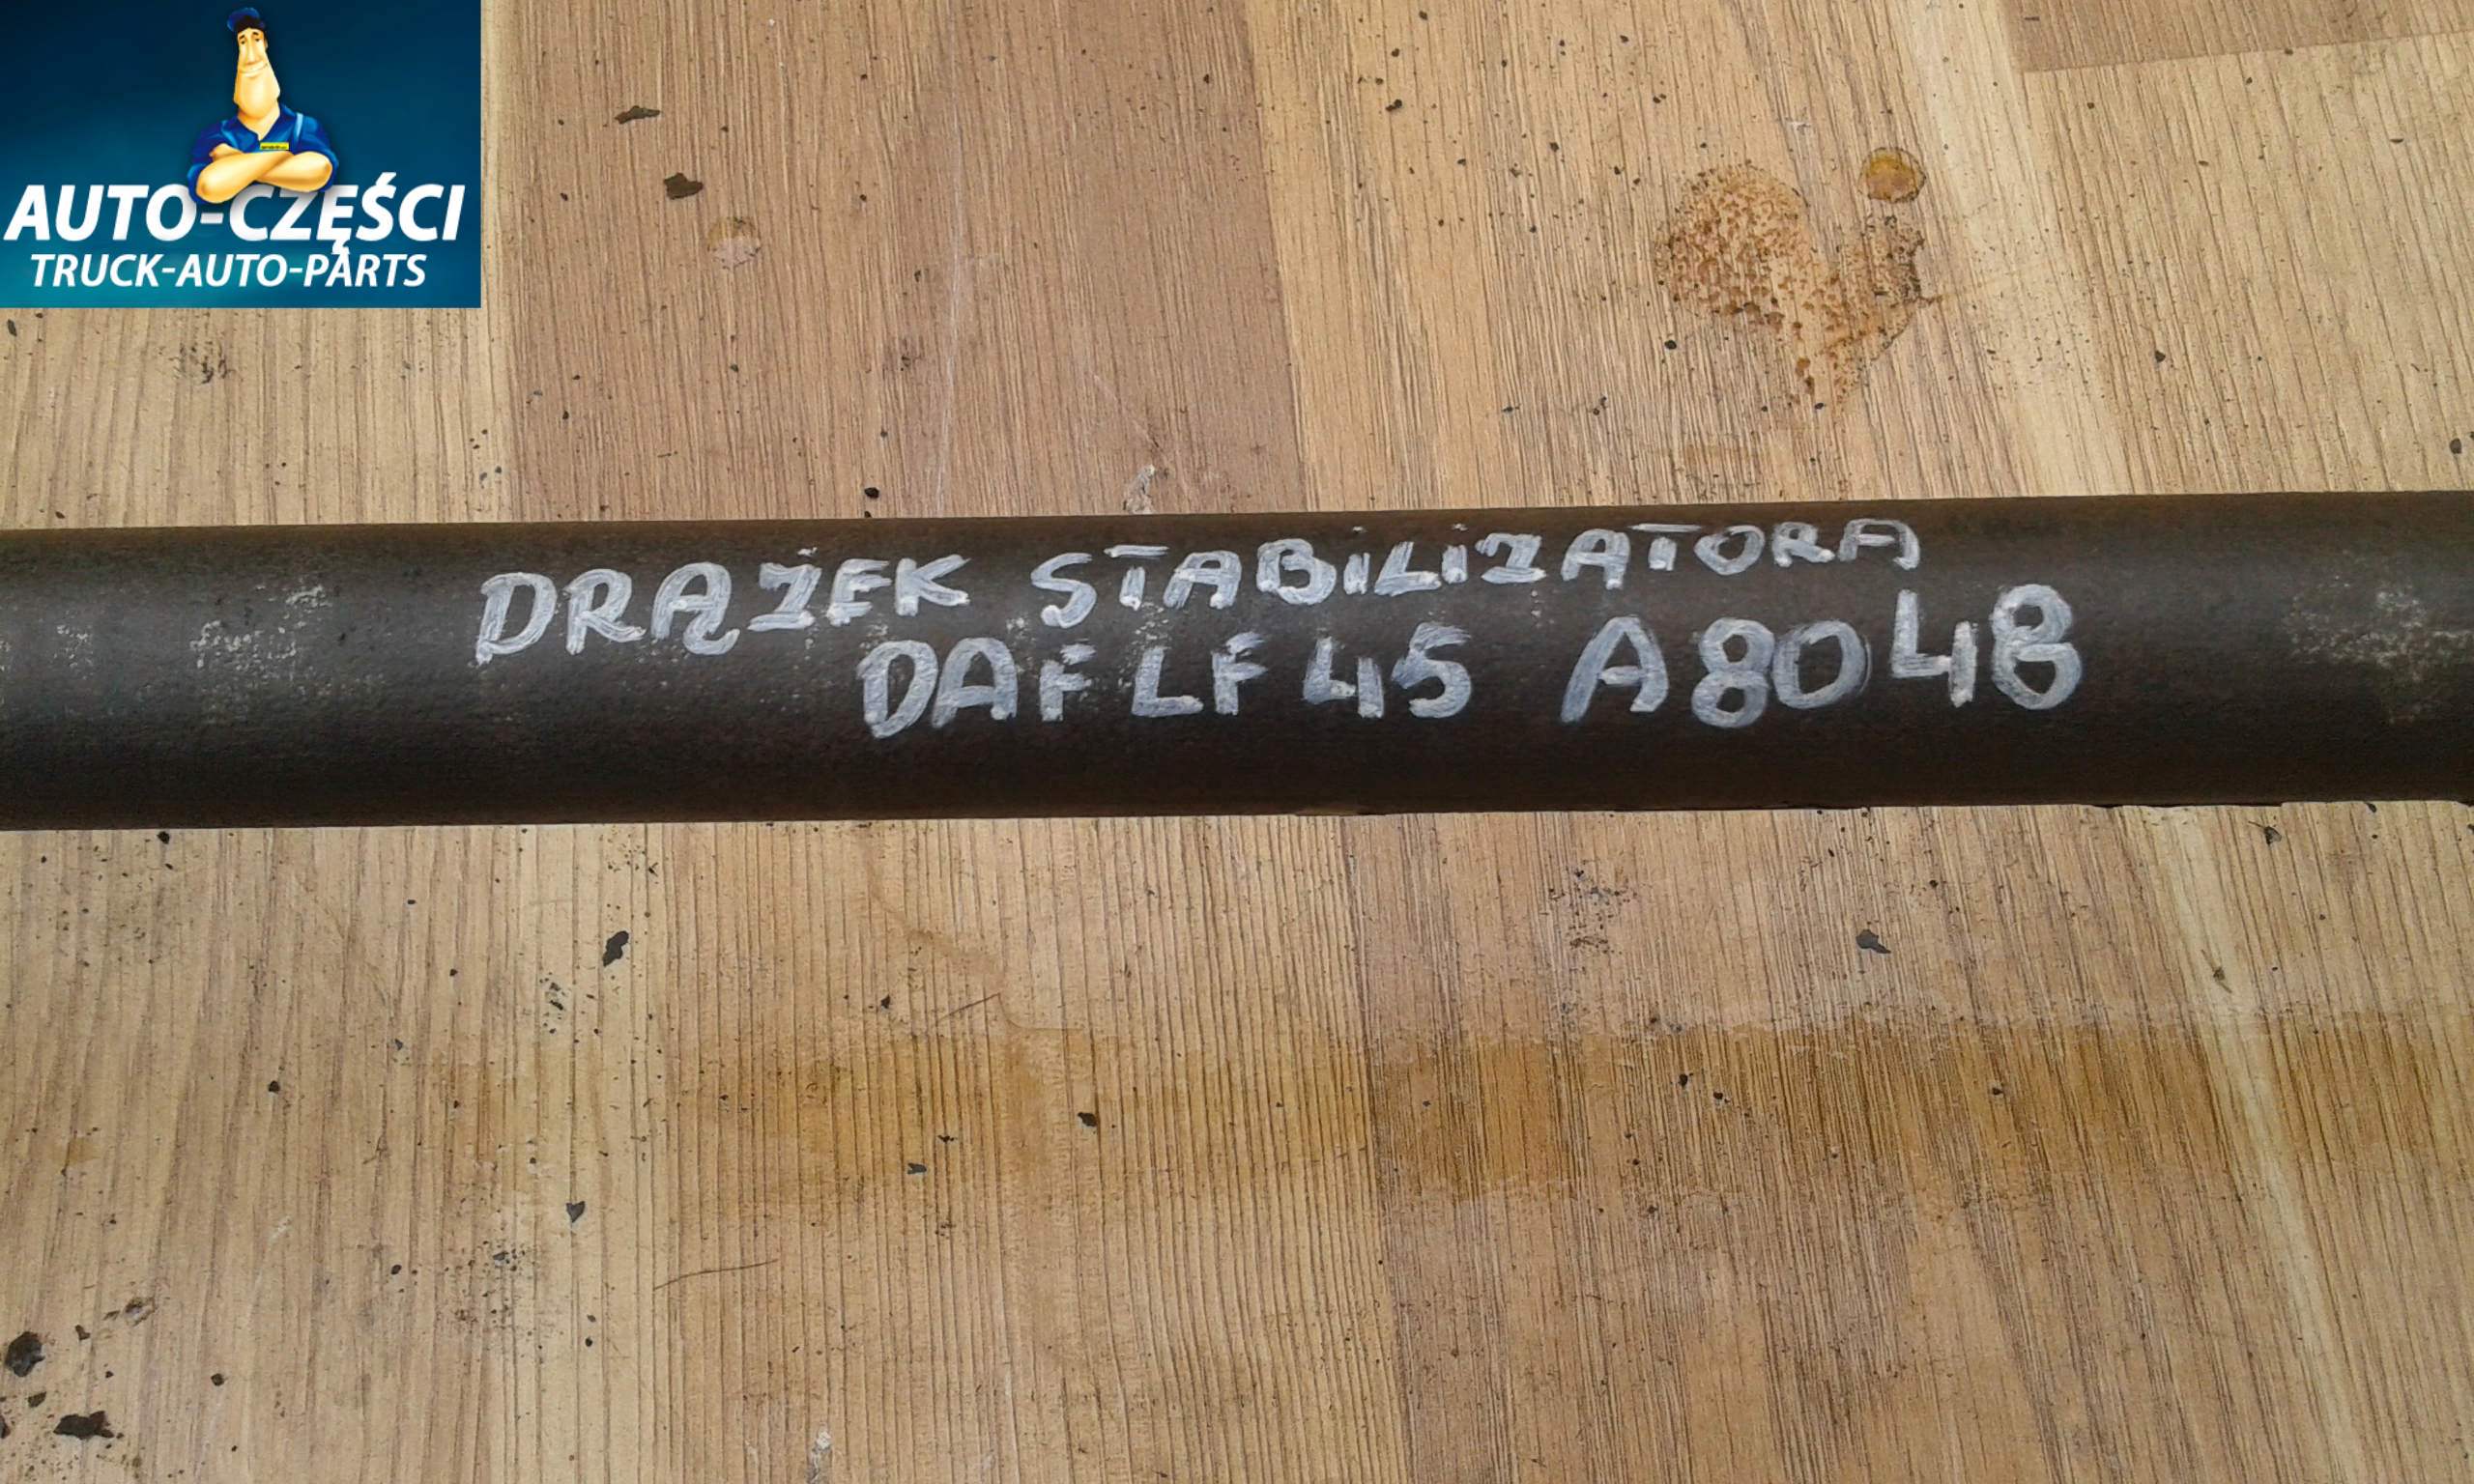 AUTO-CZĘŚCI
TRUCK-AUTO-PARTS
DRĄŻEK STABILIZATORA
DAF LF 45 A8048